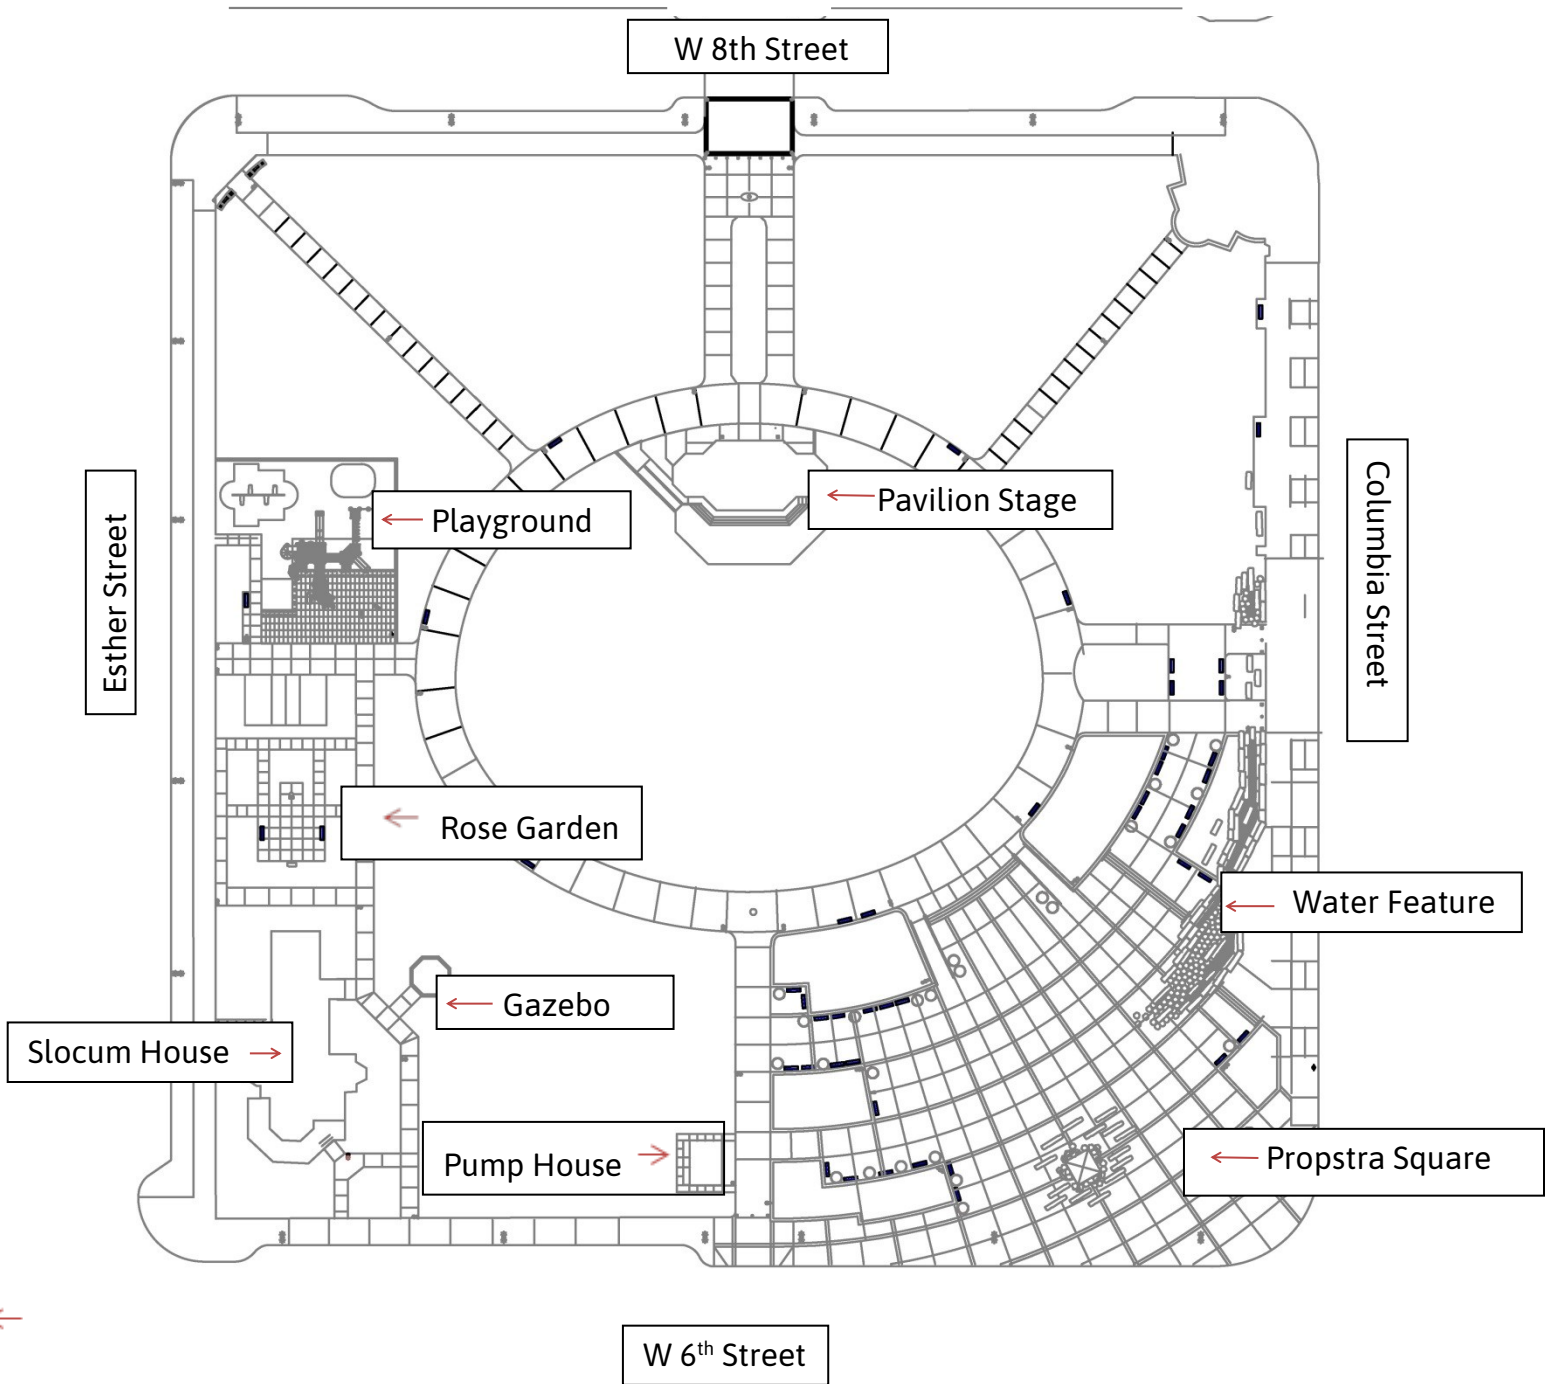 W 8th Street
Pavilion Stage
Playground
Esther Street
Columbia Street
Rose Garden
Water Feature
Gazebo
Slocum House
Pump House
Propstra Square
W 6th Street